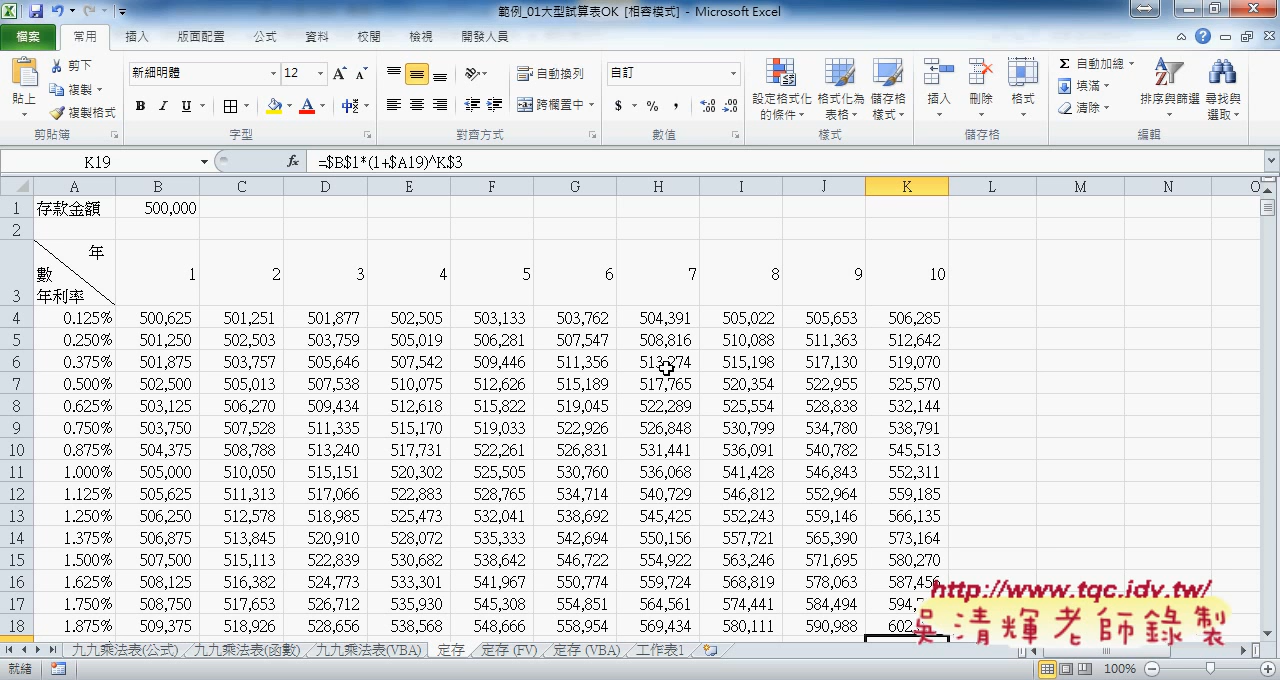 範例_01大型試算表OK [相容模式] - Microsoft Excel
檔案 常用 插入 版面配置 公式 資料 校閱 檢視 開發人員
貼上 剪下 複製 複製格式 剪貼簿
新細明體 12 B I U A 字型
自動換列 跨欄置中 對齊方式
自訂 $ % , 數值
設定格式化的條件 格式化為表格 儲存格樣式 樣式
插入 刪除 格式 儲存格
Σ 自動加總 填滿 清除 排序與篩選 尋找與選取 編輯
K19 fx =$B$1*(1+$A19)^K$3
A B C D E F G H I J K L M N O
1 存款金額 500,000
2
3 年數 年利率 1 2 3 4 5 6 7 8 9 10
4 0.125% 500,625 501,251 501,877 502,505 503,133 503,762 504,391 505,022 505,653 506,285
5 0.250% 501,250 502,503 503,759 505,019 506,281 507,547 508,816 510,088 511,363 512,642
6 0.375% 501,875 503,757 505,646 507,542 509,446 511,356 515,198 517,130 519,070
7 0.500% 502,500 505,013 507,538 510,075 512,626 515,189 517,765 520,354 522,955 525,570
8 0.625% 503,125 506,270 509,434 512,618 515,822 519,045 522,289 525,554 528,838 532,144
9 0.750% 503,750 507,528 511,335 515,170 519,033 522,926 526,848 530,799 534,780 538,791
10 0.875% 504,375 508,788 513,240 517,731 522,261 526,831 531,441 536,091 540,782 545,513
11 1.000% 505,000 510,050 515,151 520,302 525,505 530,760 536,068 541,428 546,843 552,311
12 1.125% 505,625 511,313 517,066 522,883 528,765 534,714 540,729 546,812 552,964 559,185
13 1.250% 506,250 512,578 518,985 525,473 532,041 538,692 545,425 552,243 559,146 566,135
14 1.375% 506,875 513,845 520,910 528,072 535,333 542,694 550,156 557,721 565,390 573,164
15 1.500% 507,500 515,113 522,839 530,682 538,642 546,722 554,922 563,246 571,695 580,270
16 1.625% 508,125 516,382 524,773 533,301 541,967 550,774 559,724 568,819 578,063
17 1.750% 508,750 517,653 526,712 535,930 545,308 554,851 564,561 574,441 584,494
18 1.875% 509,375 518,926 528,656 538,568 548,666 558,954 569,434 580,111 590,988
http://www.tqc.idv.tw/
吳清輝老師錄製
九九乘法表(公式) 九九乘法表(函數) 九九乘法表(VBA) 定存 定存 (FV) 定存 (VBA) 工作表1
就緒 100%